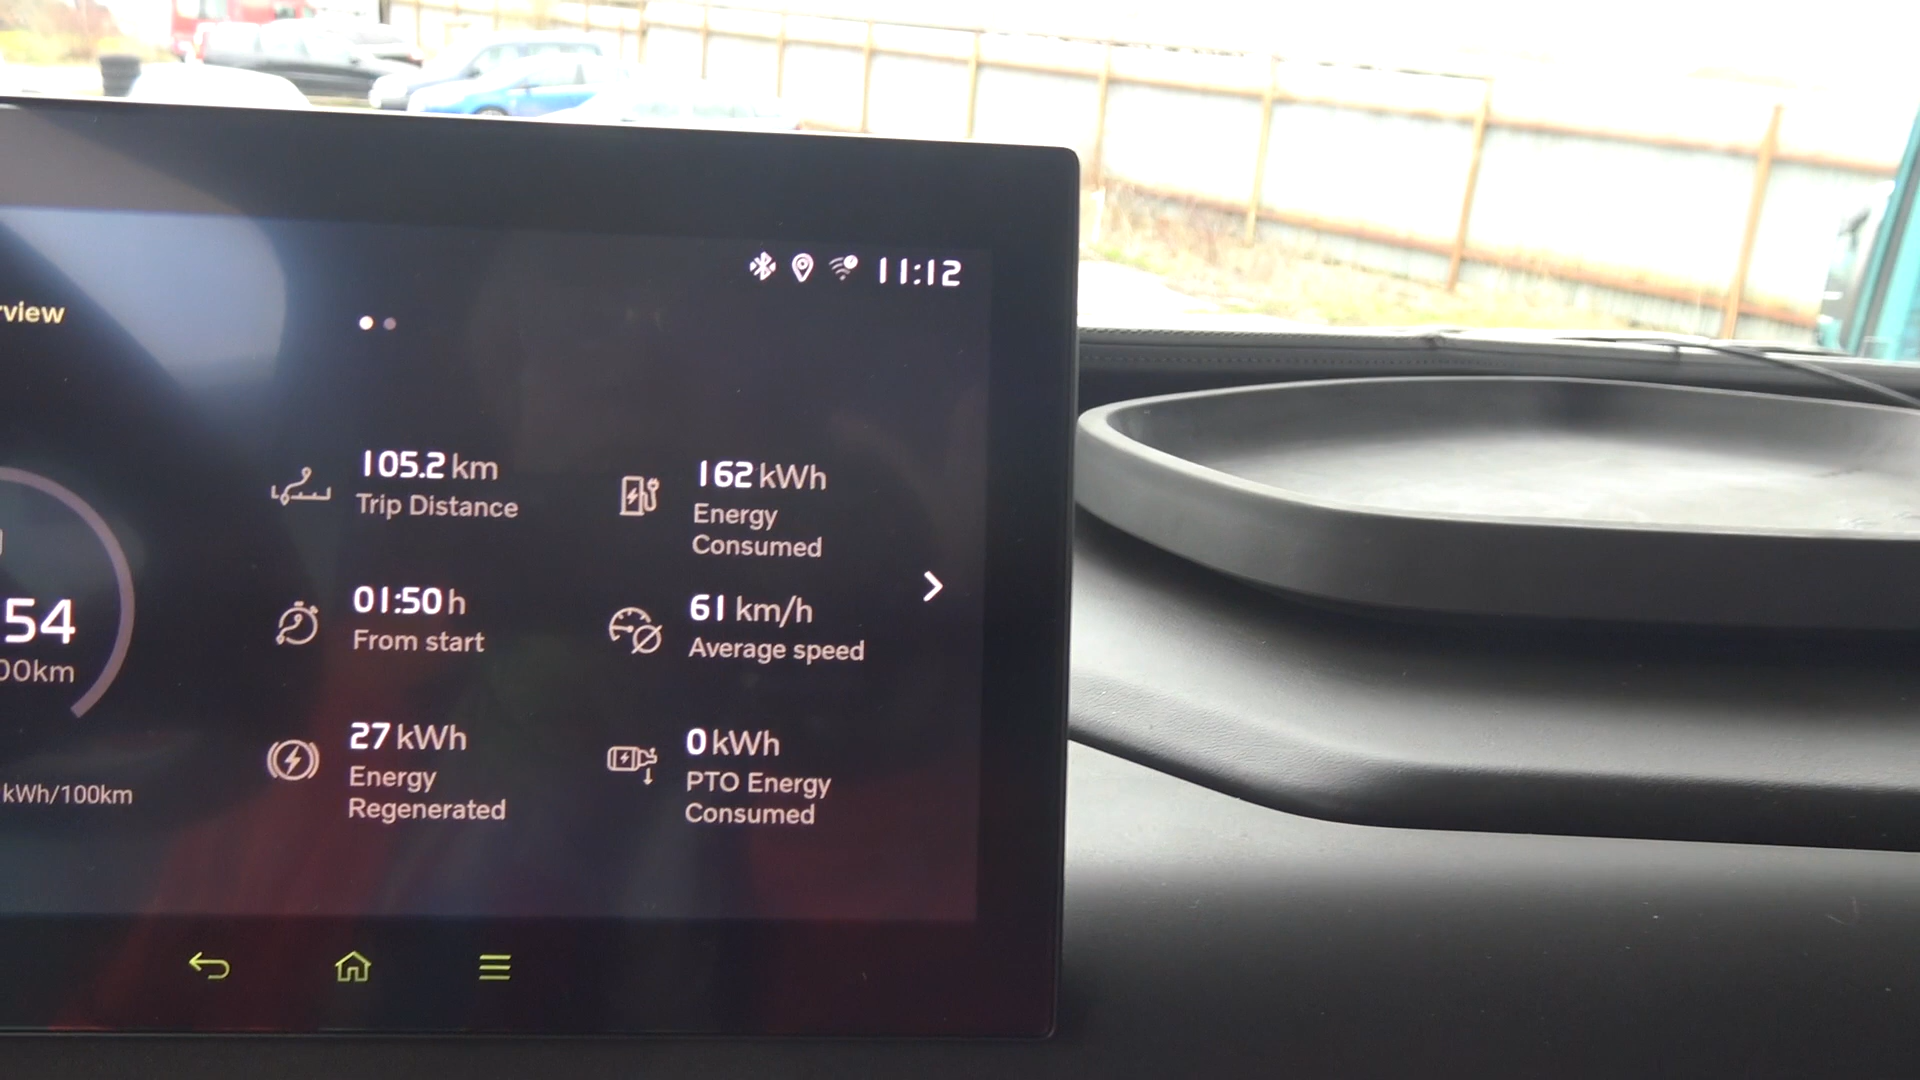 11:12
rview
105.2 km
Trip Distance
162 kWh
Energy
Consumed
01:50 h
From start
61 km/h
Average speed
54
00km
27 kWh
Energy
Regenerated
0 kWh
PTO Energy
Consumed
kWh/100km